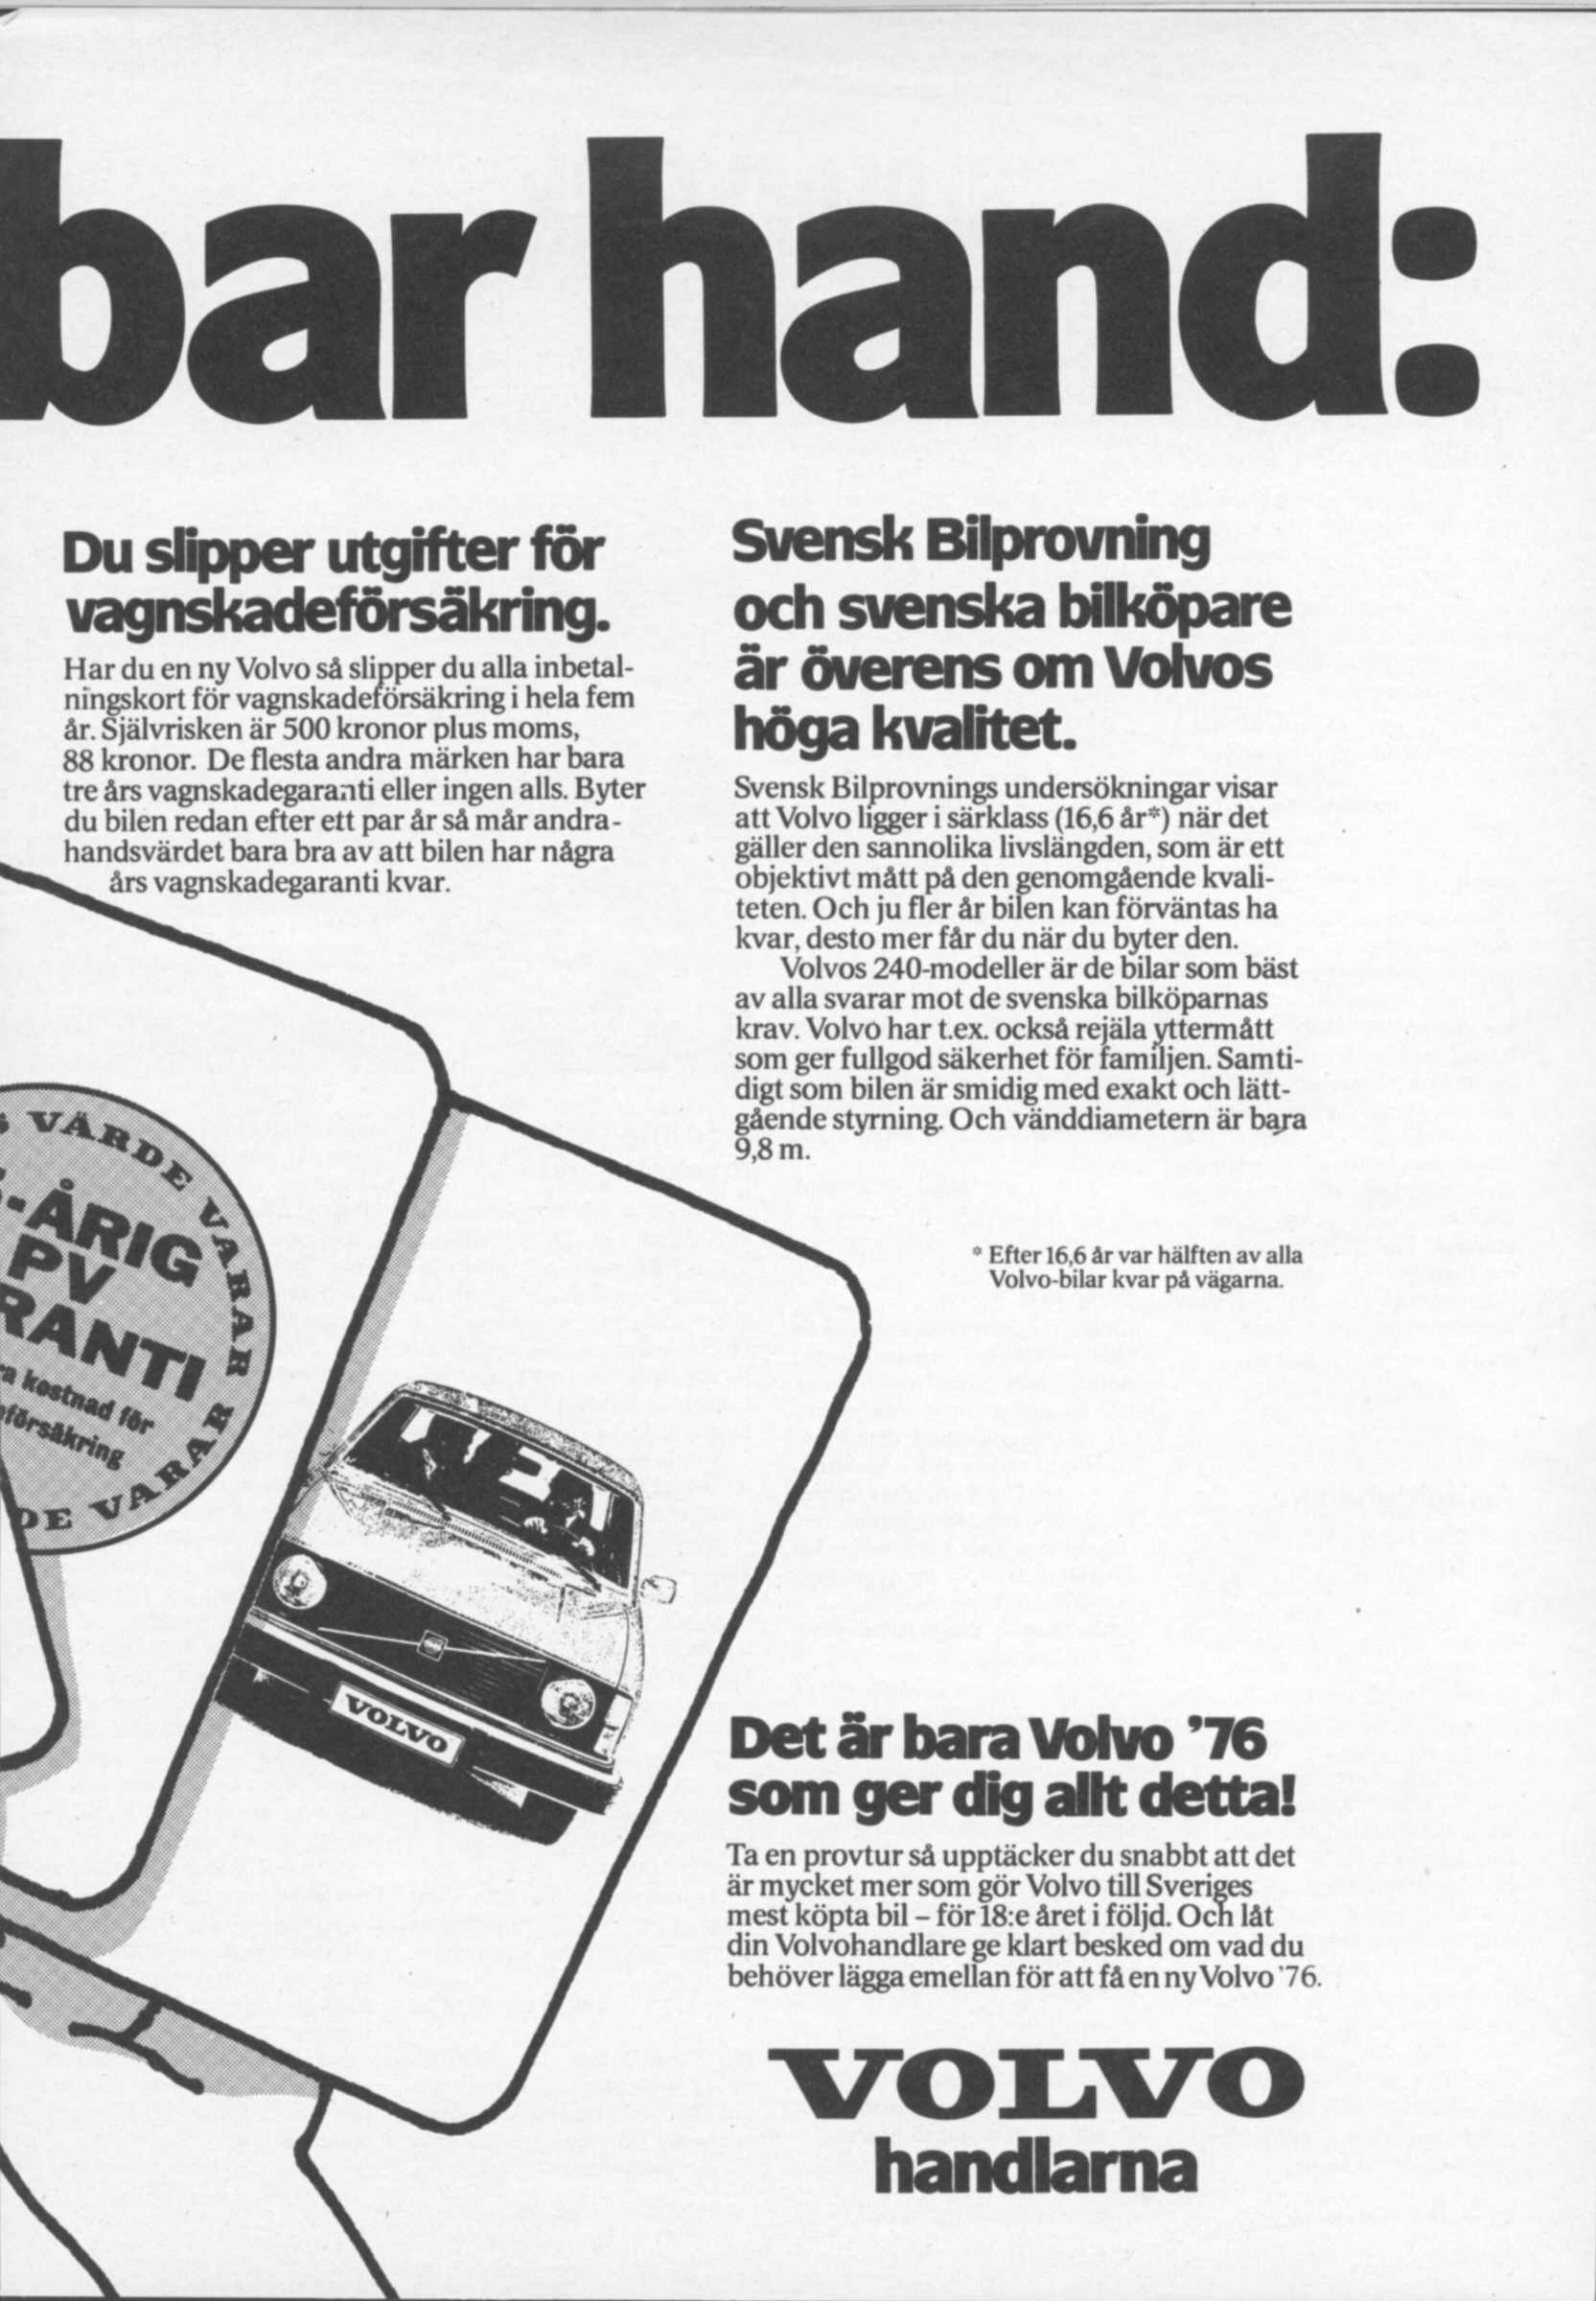 bar hand:
Du slipper utgifter för
vagnskadeförsäkring.
Har du en ny Volvo så slipper du alla inbetal-
ningskort för vagnskadeförsäkring i hela fem
år. Självrisken är 500 kronor plus moms,
88 kronor. De flesta andra märken har bara
tre års vagnskadegaranti eller ingen alls. Byter
du bilen redan efter ett par år så mår andra-
handsvärdet bara bra av att bilen har några
års vagnskadegaranti kvar.
Svensk Bilprovning
och svenska bilköpare
är överens om Volvos
höga kvalitet.
Svensk Bilprovnings undersökningar visar
att Volvo ligger i särklass (16,6 år*) när det
gäller den sannolika livslängden, som är ett
objektivt mått på den genomgående kvali-
teten. Och ju fler år bilen kan förväntas ha
kvar, desto mer får du när du byter den.
Volvos 240-modeller är de bilar som bäst
av alla svarar mot de svenska bilköparnas
krav. Volvo har t.ex. också rejäla yttermått
som ger fullgod säkerhet för familjen. Samti-
digt som bilen är smidig med exakt och lätt-
gående styrning. Och vänddiametern är bara
9,8 m.
* Efter 16,6 år var hälften av alla
Volvo-bilar kvar på vägarna.
VÄRDE VARAR
-ÅRIG
PV
RANTI
kostnad för
försäkring
DE VARAR
VOLVO
Det är bara Volvo ’76
som ger dig allt detta!
Ta en provtur så upptäcker du snabbt att det
är mycket mer som gör Volvo till Sveriges
mest köpta bil – för 18:e året i följd. Och låt
din Volvohandlare ge klart besked om vad du
behöver lägga emellan för att få en ny Volvo ’76.
VOLVO
handlarna